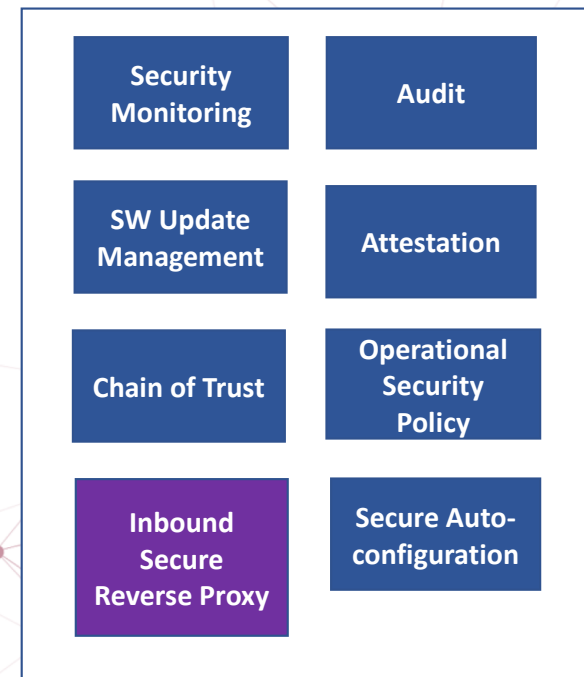 Security
Monitoring
Audit
SW Update
Management
Attestation
Chain of Trust
Operational
Security
Policy
Inbound
Secure
Reverse Proxy
Secure Auto-
configuration